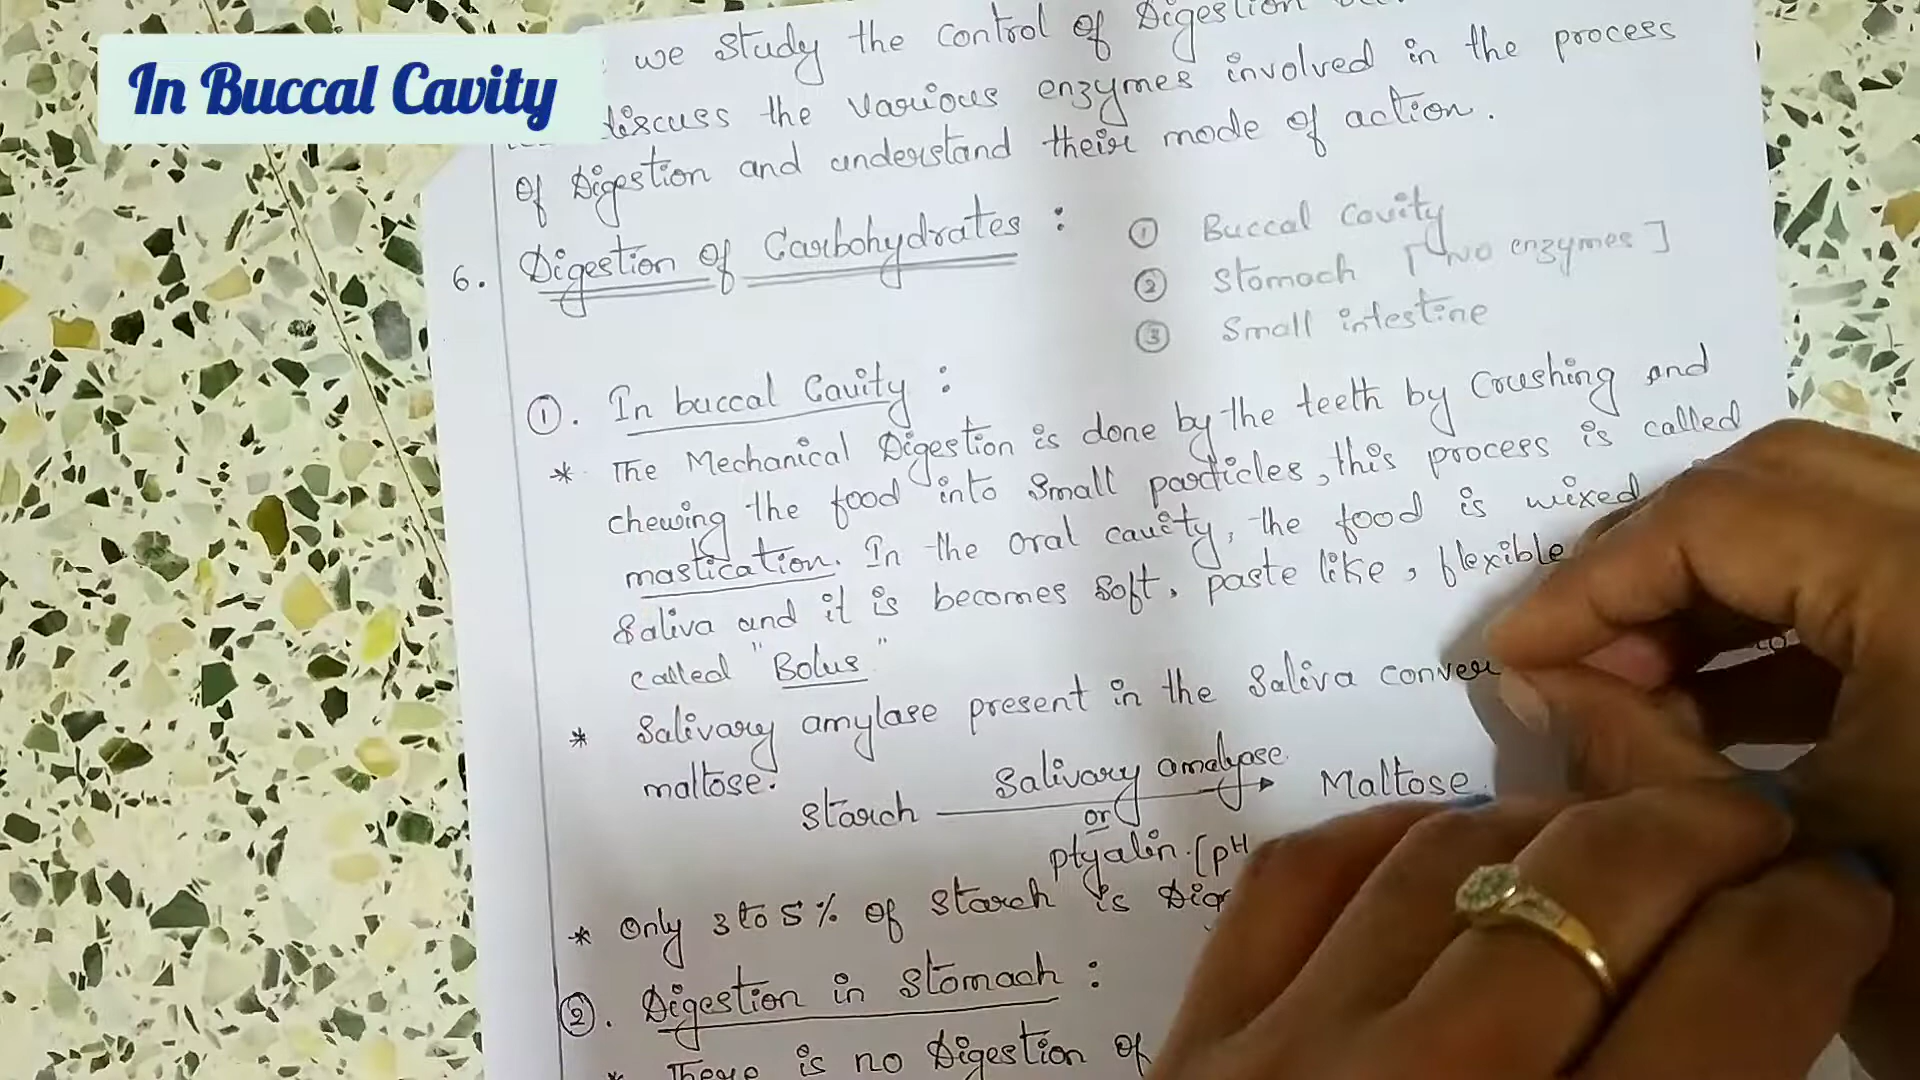 In Buccal Cavity
we study the control of Digestion
discuss the various enzymes involved in the process
of Digestion and understand their mode of action.
6. Digestion of Carbohydrates :
① Buccal Cavity
② Stomach [No enzymes]
③ Small intestine
①. In buccal Cavity :
* The Mechanical Digestion is done by the teeth by Crushing and
chewing the food into small particles, this process is called
mastication. In the oral cavity, the food is mixed
Saliva and it is becomes soft, paste like, flexible
called "Bolus"
* Salivary amylase present in the Saliva conver
maltose.
Starch Salivary amalyase Maltose.
or
ptyalin. [pH
* Only 3 to 5% of Starch is Dig
②. Digestion in Stomach :
* There is no Digestion of